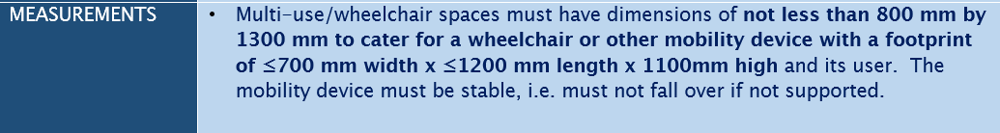 MEASUREMENTS
• Multi-use/wheelchair spaces must have dimensions of not less than 800 mm by
1300 mm to cater for a wheelchair or other mobility device with a footprint
of ≤700 mm width x ≤1200 mm length x 1100mm high and its user.  The
mobility device must be stable, i.e. must not fall over if not supported.